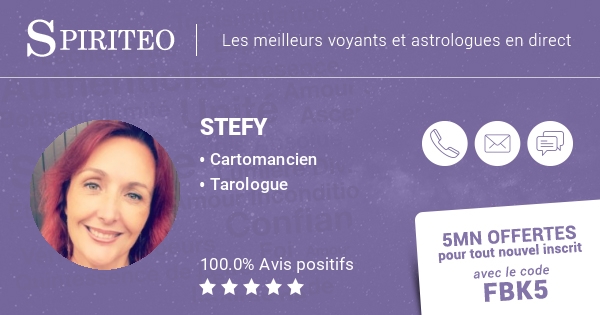 SPIRITEO
Les meilleurs voyants et astrologues en direct
STEFY
• Cartomancien
• Tarologue
100.0% Avis positifs
5MN OFFERTES
pour tout nouvel inscrit
avec le code
FBK5